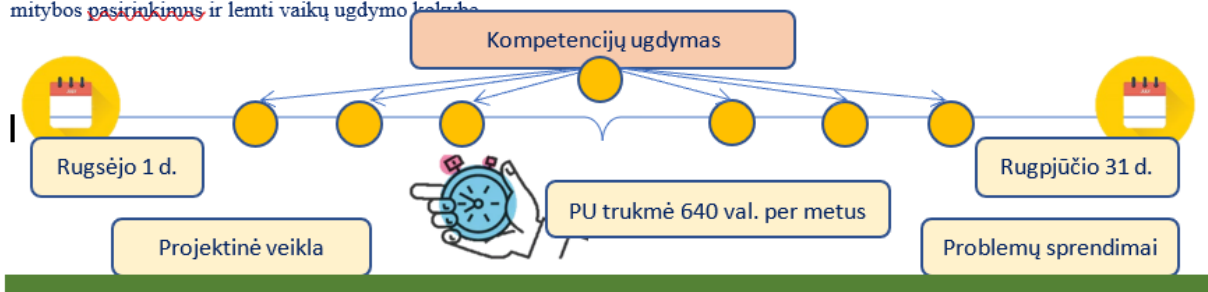 mitybos pasirinkimus ir lemti vaikų ugdymo kokybę
Kompetencijų ugdymas
Rugsėjo 1 d.
Rugpjūčio 31 d.
PU trukmė 640 val. per metus
Projektinė veikla
Problemų sprendimai